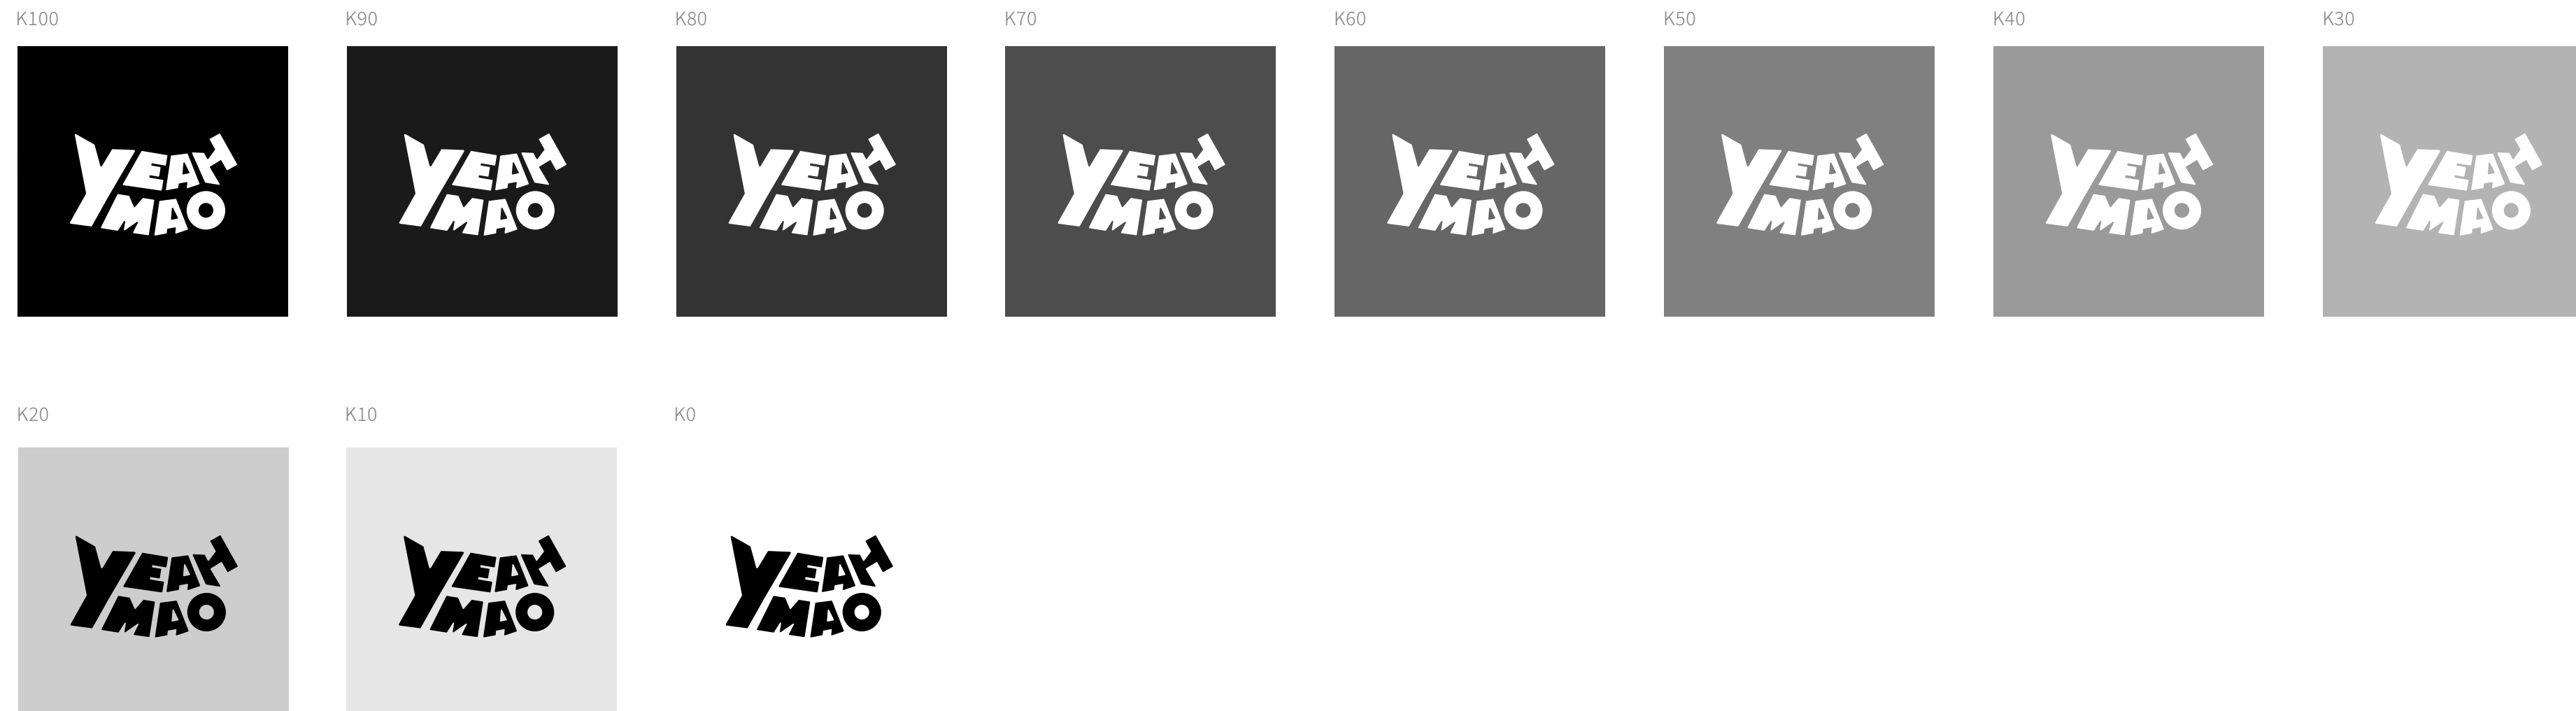 K100 K90 K80 K70 K60 K50 K40 K30
YEAH YEAH YEAH YEAH YEAH YEAH YEAH YEAH
MAO MAO MAO MAO MAO MAO MAO MAO
K20 K10 K0
YEAH YEAH YEAH
MAO MAO MAO